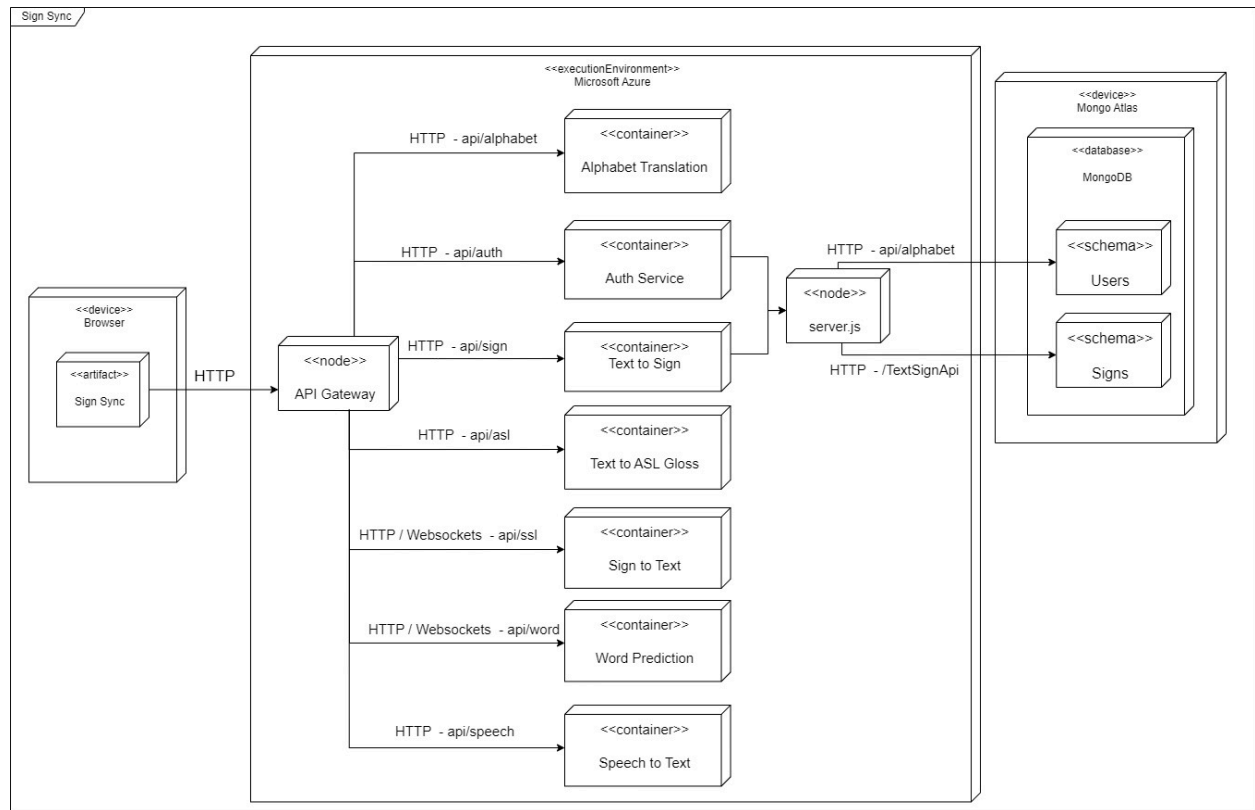 Sign Sync
<<executionEnvironment>>
Microsoft Azure
<<device>>
Mongo Atlas
<<database>>
MongoDB
HTTP - api/alphabet
<<container>>
Alphabet Translation
HTTP - api/auth
<<container>>
Auth Service
HTTP - api/alphabet
<<schema>>
Users
<<device>>
Browser
<<artifact>>
Sign Sync
HTTP
<<node>>
API Gateway
HTTP - api/sign
<<container>>
Text to Sign
<<node>>
server.js
HTTP - /TextSignApi
<<schema>>
Signs
HTTP - api/asl
<<container>>
Text to ASL Gloss
HTTP / Websockets - api/ssl
<<container>>
Sign to Text
HTTP / Websockets - api/word
<<container>>
Word Prediction
HTTP - api/speech
<<container>>
Speech to Text